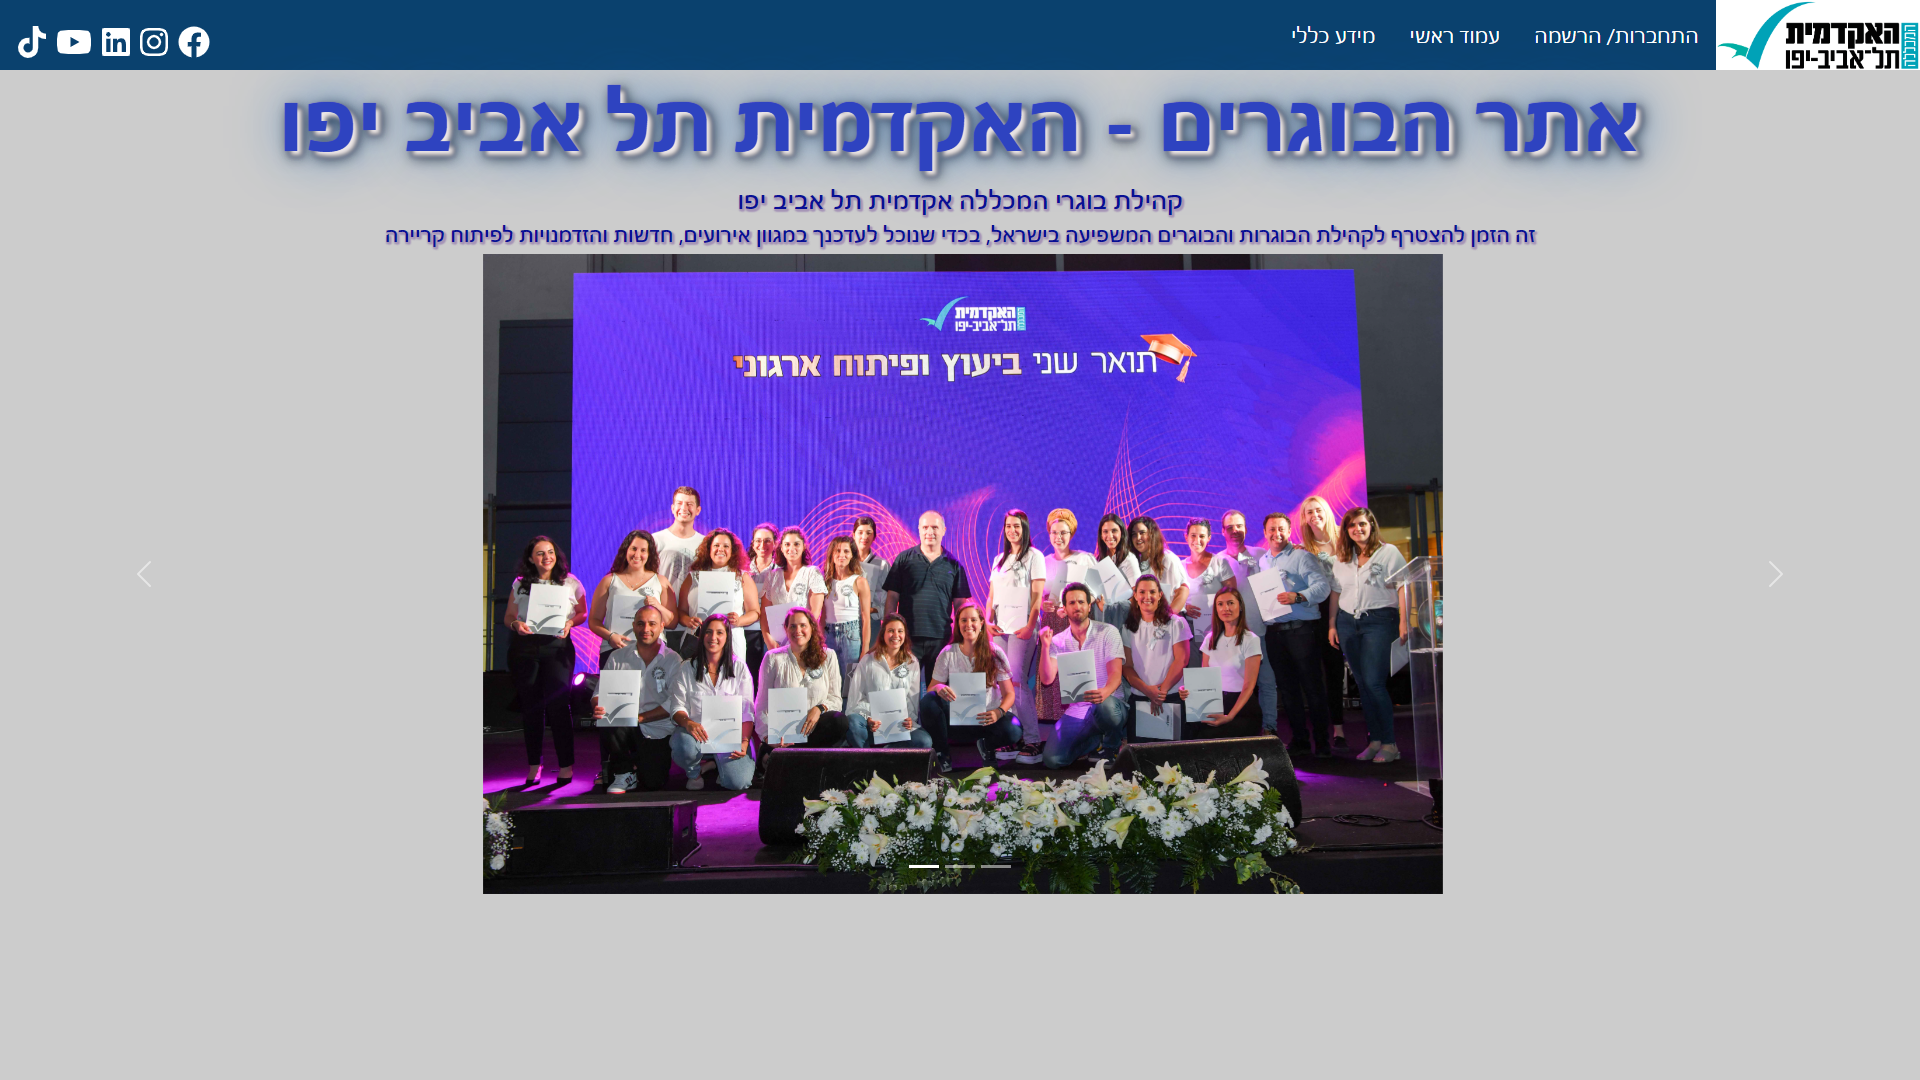 המכללה
האקדמית
תל־אביב-יפו
התחברות/ הרשמה
עמוד ראשי
מידע כללי
אתר הבוגרים - האקדמית תל אביב יפו
קהילת בוגרי המכללה אקדמית תל אביב יפו
זה הזמן להצטרף לקהילת הבוגרות והבוגרים המשפיעה בישראל, בכדי שנוכל לעדכנך במגוון אירועים, חדשות והזדמנויות לפיתוח קריירה
האקדמית
תל־אביב-יפו
תואר שני ביעוץ ופיתוח ארגוני